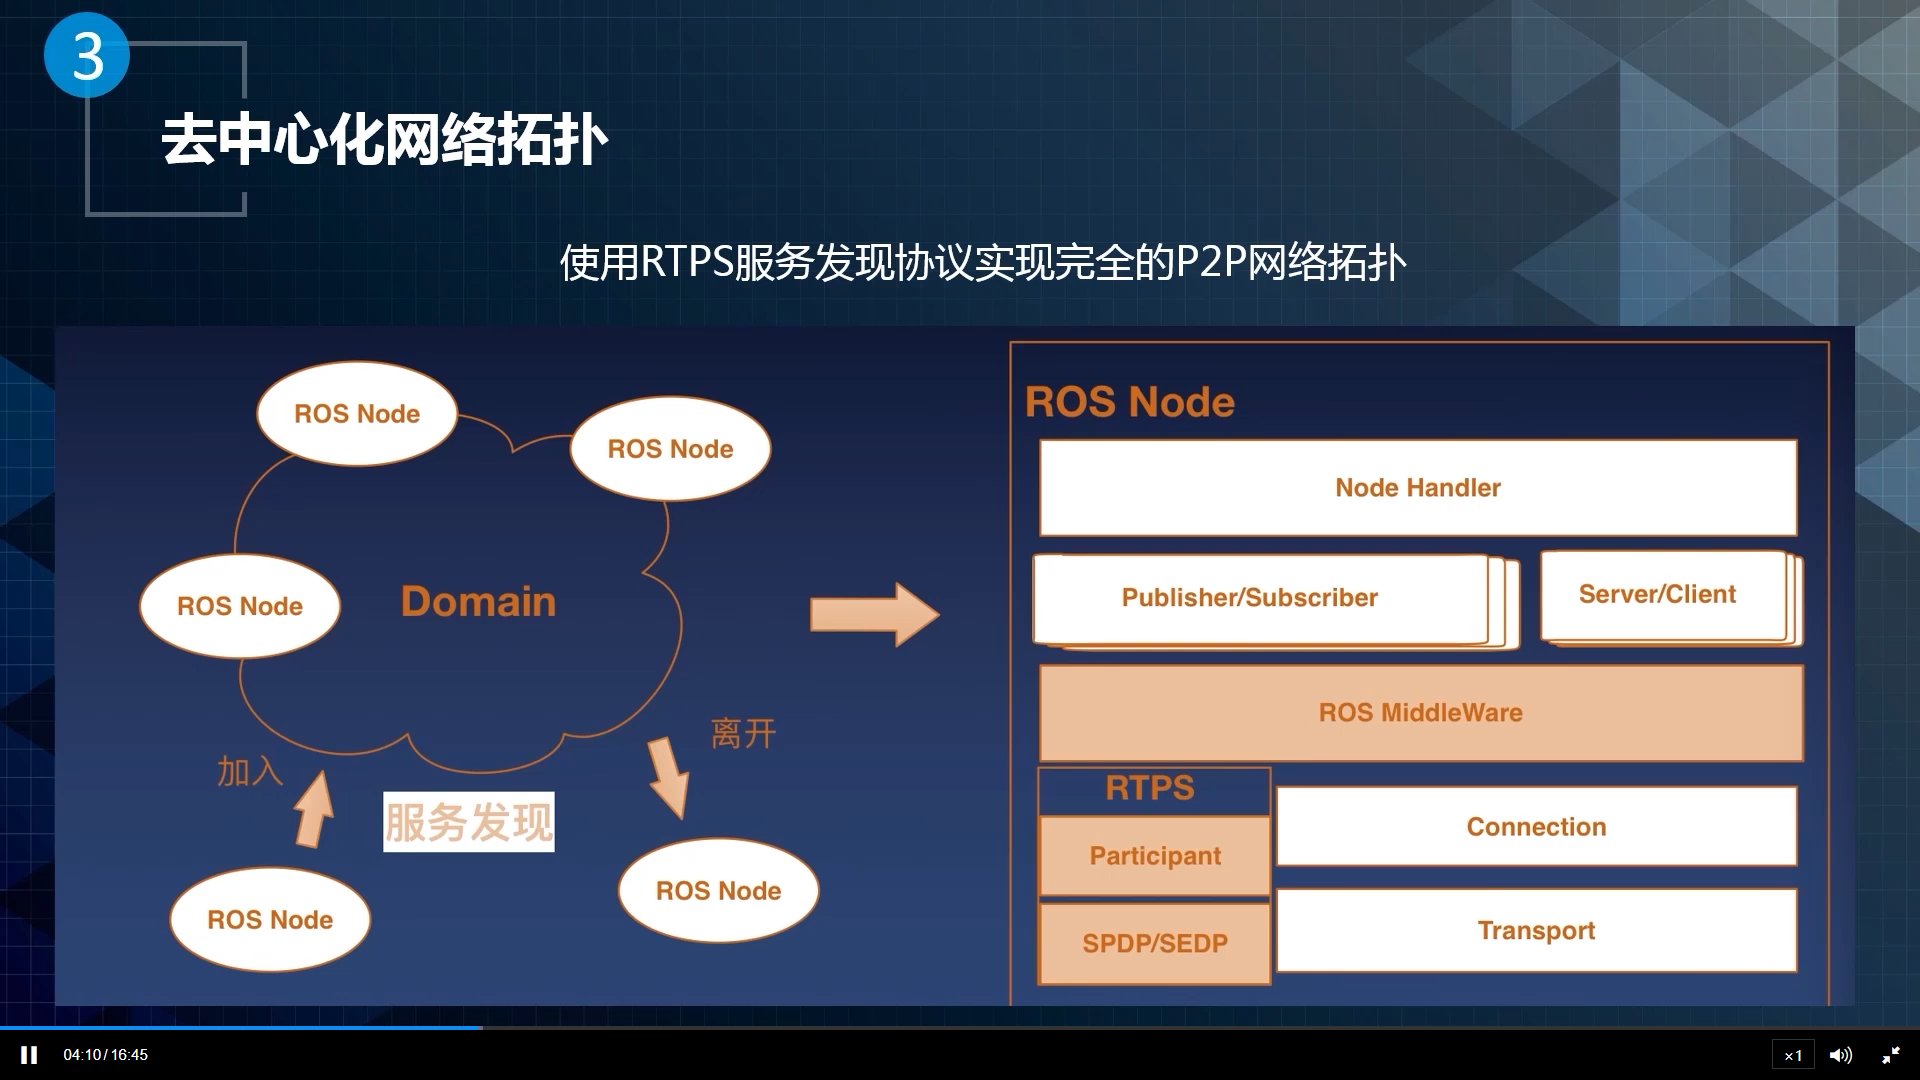 3
去中心化网络拓扑
使用RTPS服务发现协议实现完全的P2P网络拓扑
ROS Node
ROS Node
ROS Node
Domain
加入
离开
服务发现
ROS Node
ROS Node
ROS Node
Node Handler
Publisher/Subscriber
Server/Client
ROS MiddleWare
RTPS
Participant
SPDP/SEDP
Connection
Transport
04:10/16:45
×1